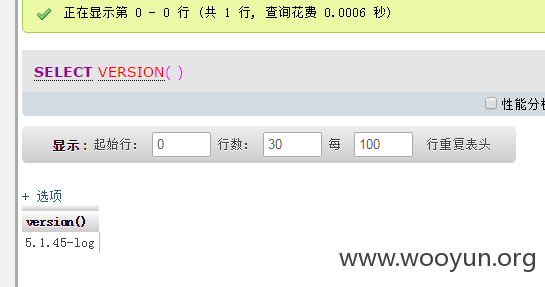 正在显示第 0 - 0 行 (共 1 行, 查询花费 0.0006 秒)
SELECT VERSION( )
性能分析
显示: 起始行: 0 行数: 30 每 100 行重复表头
+ 选项
version()
5.1.45-log
www.wooyun.org